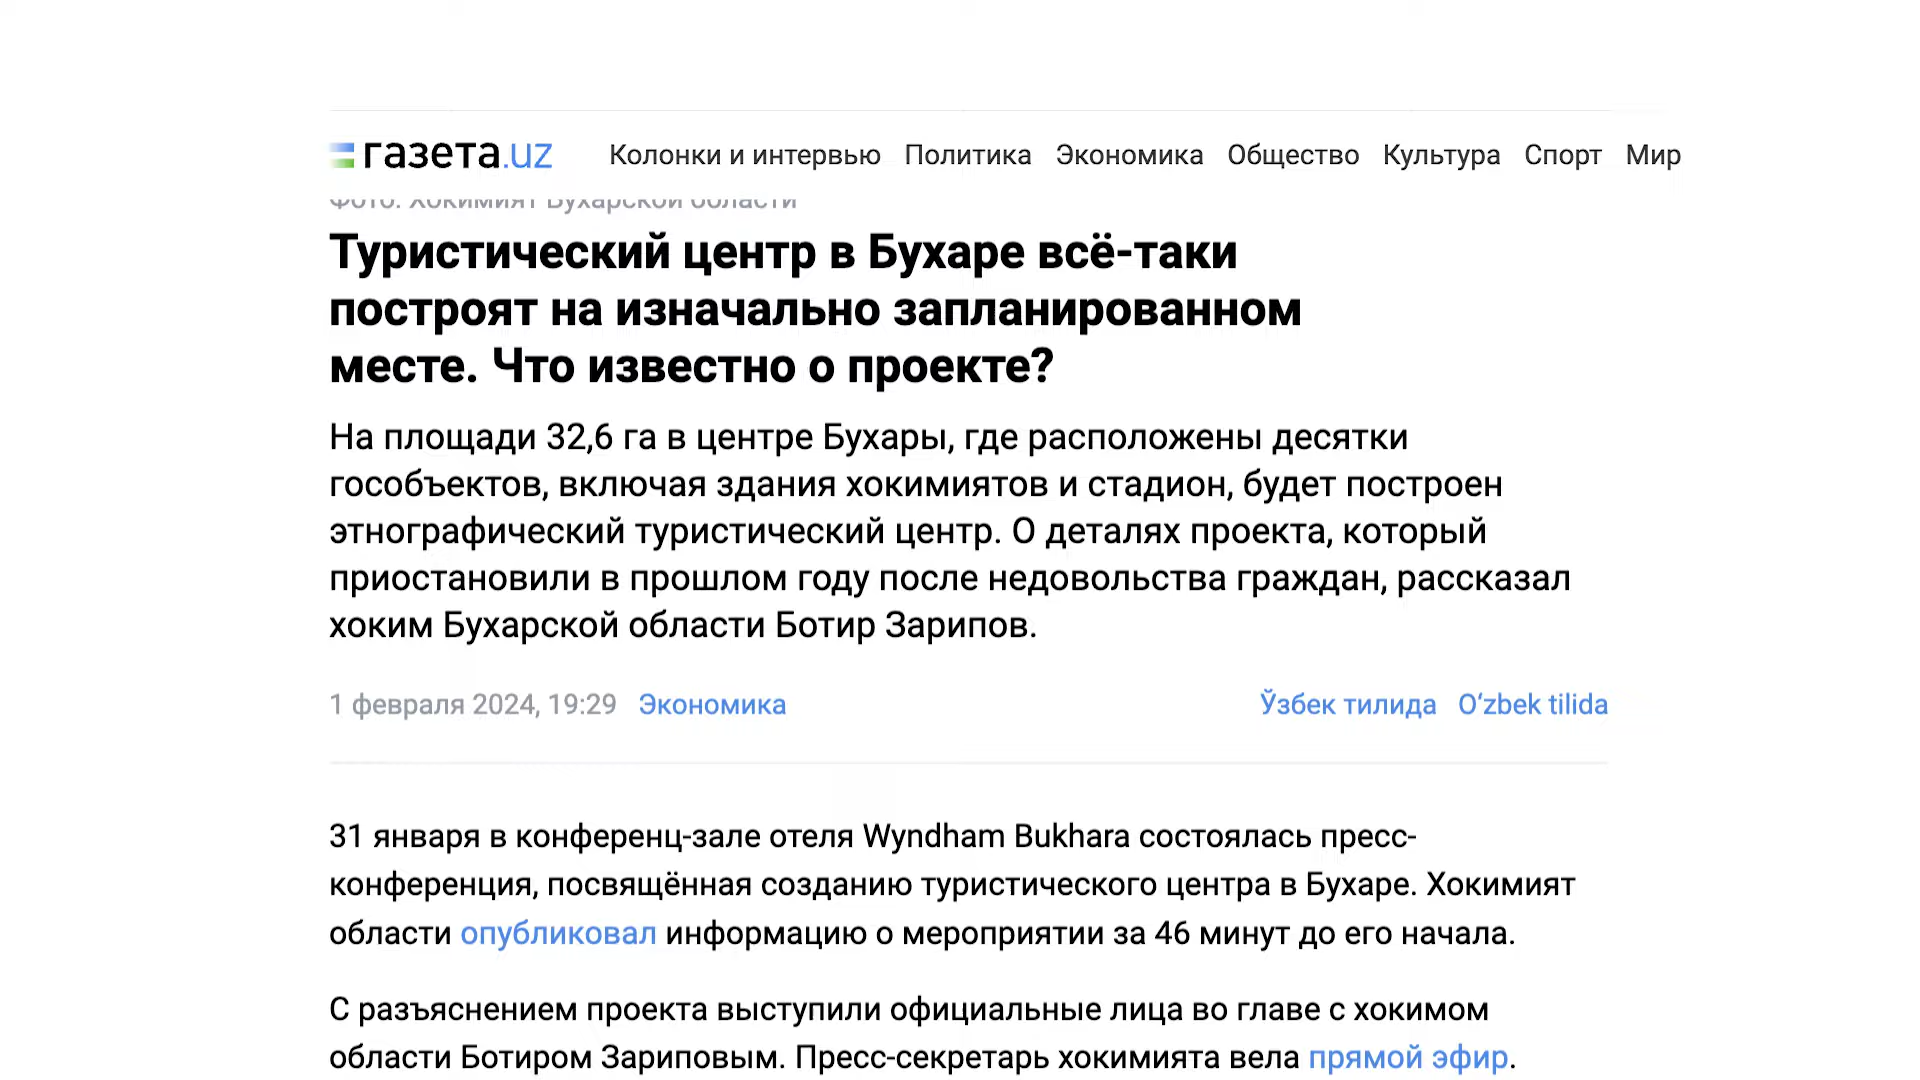 газета.uz Колонки и интервью Политика Экономика Общество Культура Спорт Мир
Фото: Хокимият Бухарской области
Туристический центр в Бухаре всё-таки
построят на изначально запланированном
месте. Что известно о проекте?
На площади 32,6 га в центре Бухары, где расположены десятки
гособъектов, включая здания хокимиятов и стадион, будет построен
этнографический туристический центр. О деталях проекта, который
приостановили в прошлом году после недовольства граждан, рассказал
хоким Бухарской области Ботир Зарипов.
1 февраля 2024, 19:29 Экономика Ўзбек тилида O‘zbek tilida
31 января в конференц-зале отеля Wyndham Bukhara состоялась пресс-
конференция, посвящённая созданию туристического центра в Бухаре. Хокимият
области опубликовал информацию о мероприятии за 46 минут до его начала.
С разъяснением проекта выступили официальные лица во главе с хокимом
области Ботиром Зариповым. Пресс-секретарь хокимията вела прямой эфир.